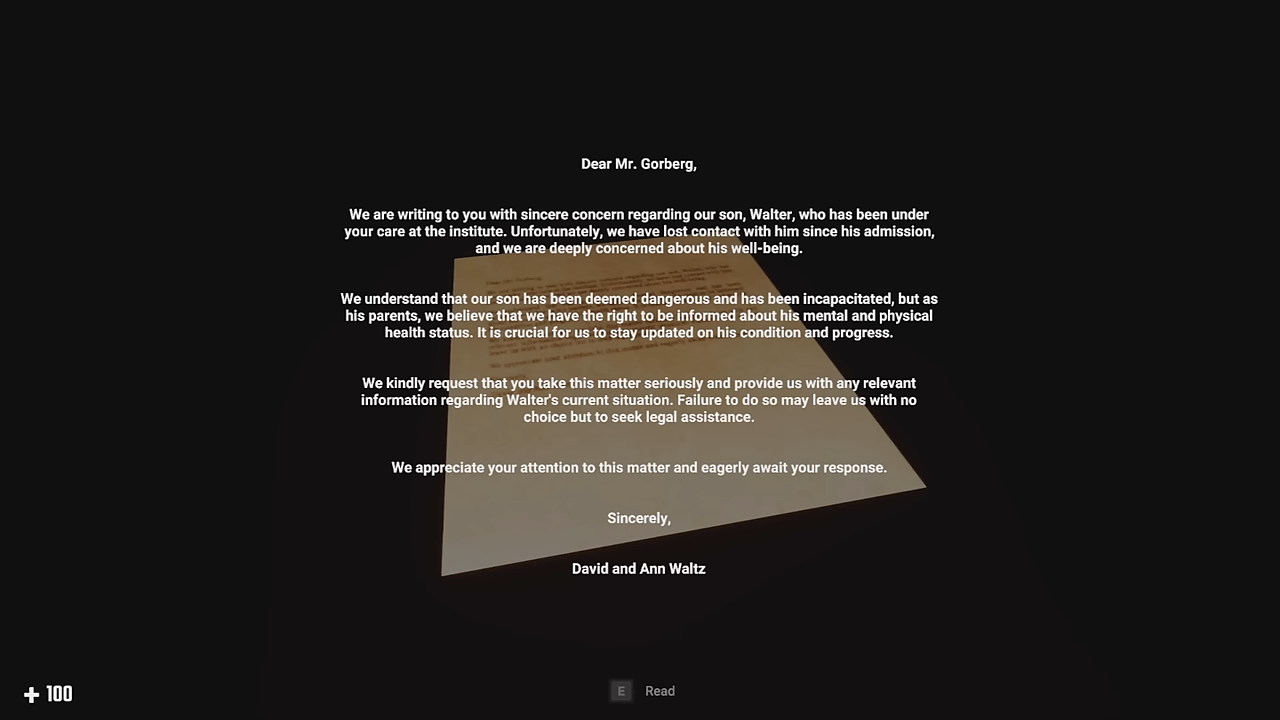 Dear Mr. Gorberg,
We are writing to you with sincere concern regarding our son, Walter, who has been under
your care at the institute. Unfortunately, we have lost contact with him since his admission,
and we are deeply concerned about his well-being.
We understand that our son has been deemed dangerous and has been incapacitated, but as
his parents, we believe that we have the right to be informed about his mental and physical
health status. It is crucial for us to stay updated on his condition and progress.
We kindly request that you take this matter seriously and provide us with any relevant
information regarding Walter's current situation. Failure to do so may leave us with no
choice but to seek legal assistance.
We appreciate your attention to this matter and eagerly await your response.
Sincerely,
David and Ann Waltz
+ 100
E Read